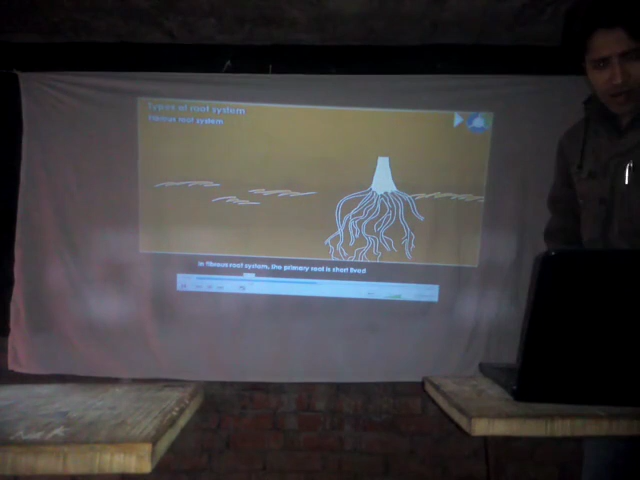 Types of root system
Fibrous root system
In fibrous root system, the primary root is short lived